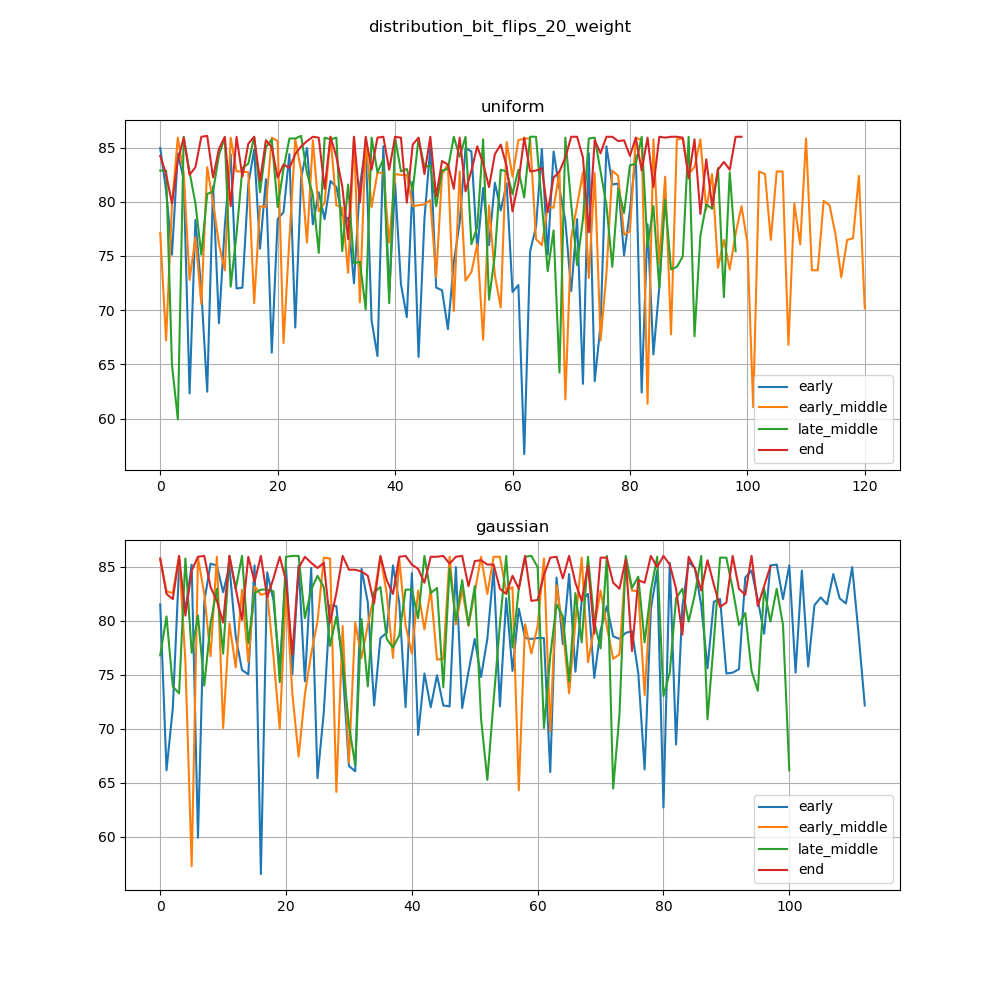 distribution_bit_flips_20_weight
uniform
85
80
75
70
65
60
0 20 40 60 80 100 120
early
early_middle
late_middle
end
gaussian
85
80
75
70
65
60
0 20 40 60 80 100
early
early_middle
late_middle
end